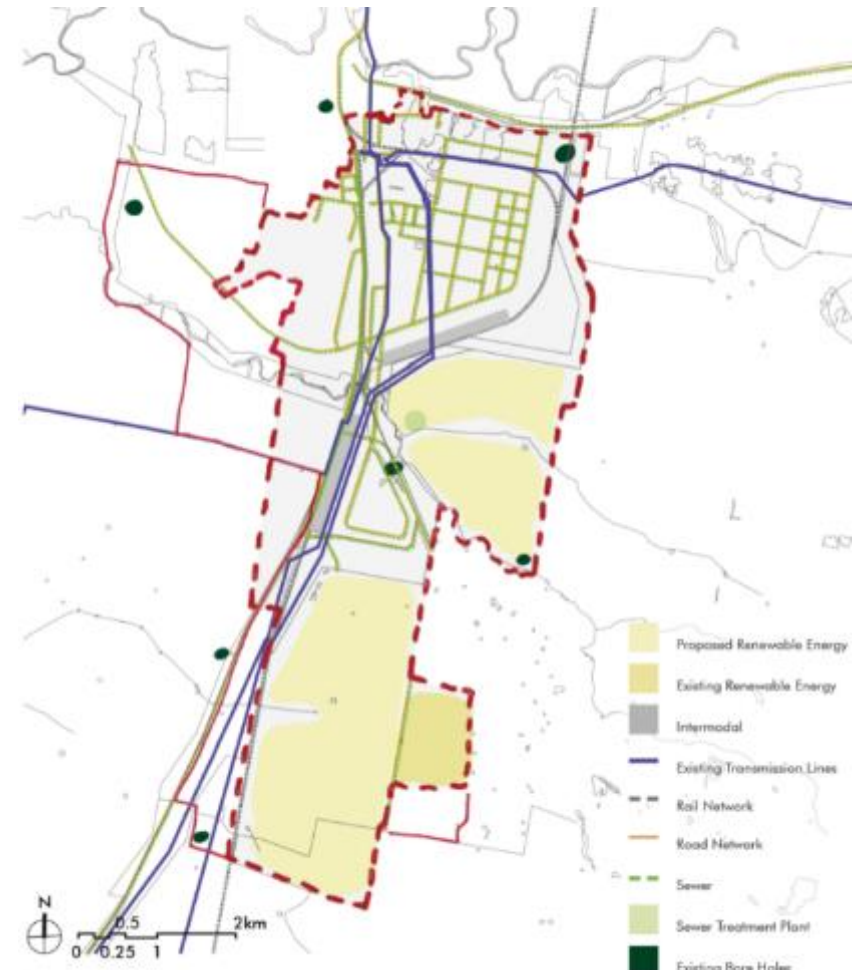 Proposed Renewable Energy
Existing Renewable Energy
Intermodal
Existing Transmission Lines
Rail Network
Road Network
Sewer
Sewer Treatment Plant
Existing Bore Holes
N
0.5
2km
0 0.25 1